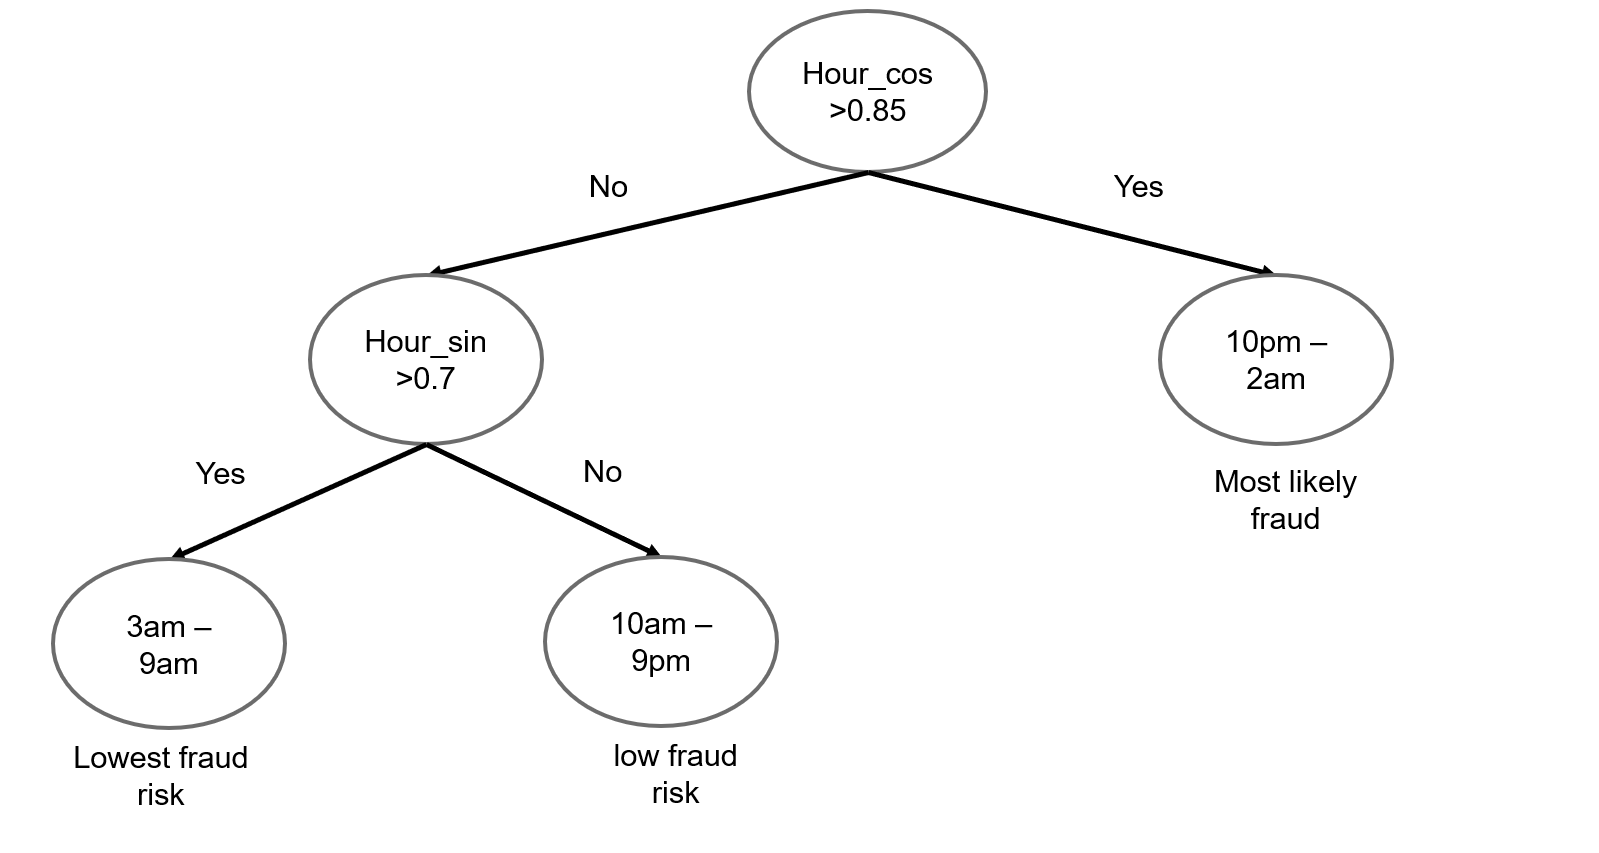 Hour_cos
>0.85
No
Yes
Hour_sin
>0.7
10pm –
2am
Yes
No
Most likely
fraud
3am –
9am
10am –
9pm
Lowest fraud
risk
low fraud
risk